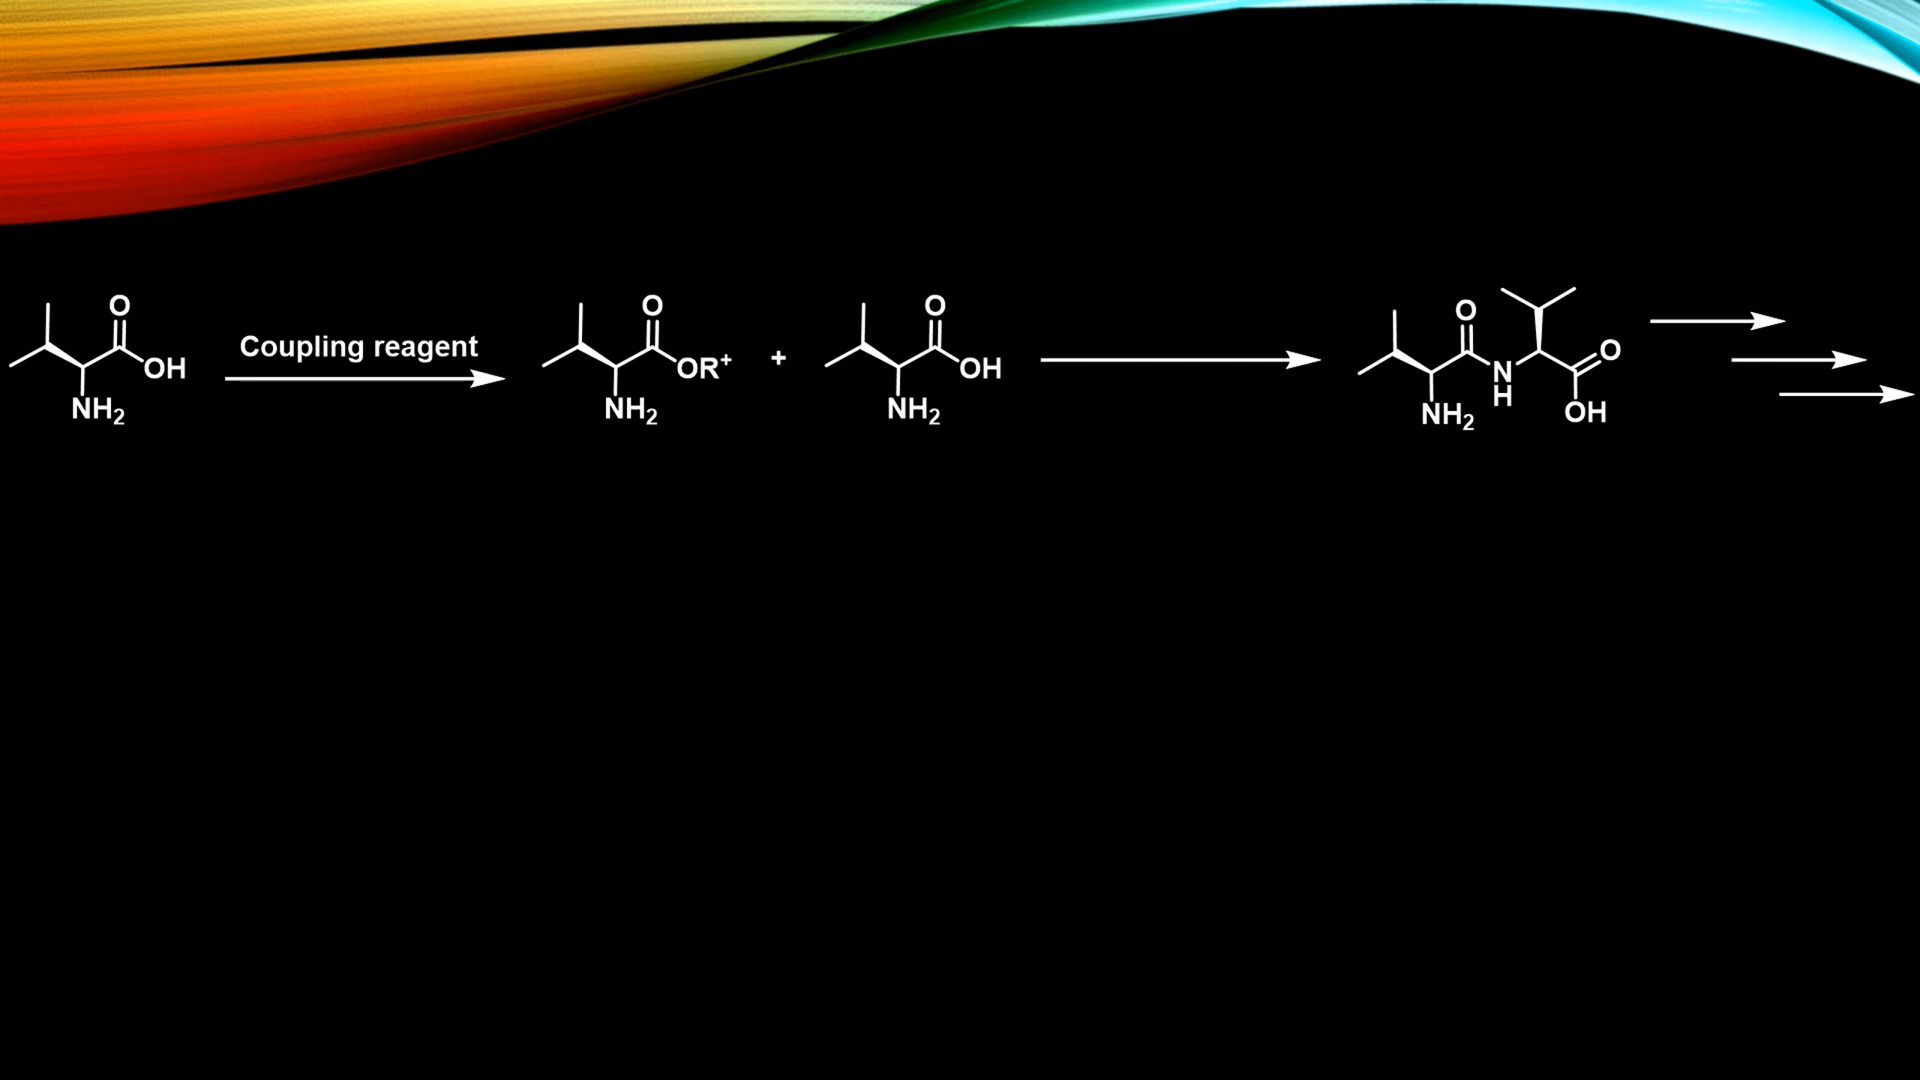 O O O O
Coupling reagent
OH OR⁺ + OH N H O
NH₂ NH₂ NH₂ NH₂ OH